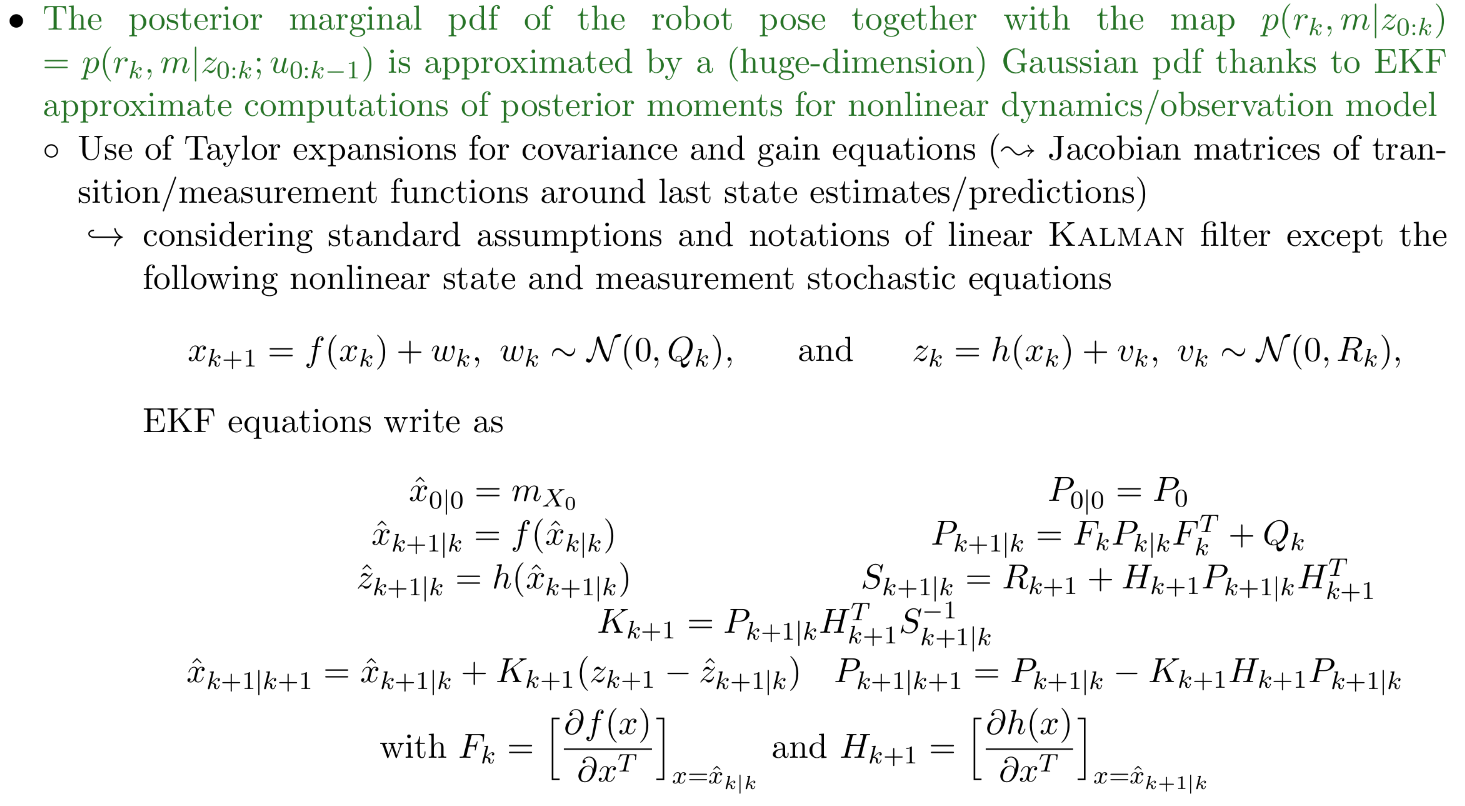 • The posterior marginal pdf of the robot pose together with the map $p(r_k, m|z_{0:k})$
$= p(r_k, m|z_{0:k}; u_{0:k-1})$ is approximated by a (huge-dimension) Gaussian pdf thanks to EKF
approximate computations of posterior moments for nonlinear dynamics/observation model
∘ Use of Taylor expansions for covariance and gain equations ($\leadsto$ Jacobian matrices of tran-
sition/measurement functions around last state estimates/predictions)
↪ considering standard assumptions and notations of linear KALMAN filter except the
following nonlinear state and measurement stochastic equations
$x_{k+1} = f(x_k) + w_k, \ w_k \sim \mathcal{N}(0, Q_k),$ and $z_k = h(x_k) + v_k, \ v_k \sim \mathcal{N}(0, R_k),$
EKF equations write as
$\hat{x}_{0|0} = m_{X_0}$ $P_{0|0} = P_0$
$\hat{x}_{k+1|k} = f(\hat{x}_{k|k})$ $P_{k+1|k} = F_k P_{k|k} F_k^T + Q_k$
$\hat{z}_{k+1|k} = h(\hat{x}_{k+1|k})$ $S_{k+1|k} = R_{k+1} + H_{k+1} P_{k+1|k} H_{k+1}^T$
$K_{k+1} = P_{k+1|k} H_{k+1}^T S_{k+1|k}^{-1}$
$\hat{x}_{k+1|k+1} = \hat{x}_{k+1|k} + K_{k+1}(z_{k+1} - \hat{z}_{k+1|k})$ $P_{k+1|k+1} = P_{k+1|k} - K_{k+1} H_{k+1} P_{k+1|k}$
with $F_k = \left[\frac{\partial f(x)}{\partial x^T}\right]_{x=\hat{x}_{k|k}}$ and $H_{k+1} = \left[\frac{\partial h(x)}{\partial x^T}\right]_{x=\hat{x}_{k+1|k}}$